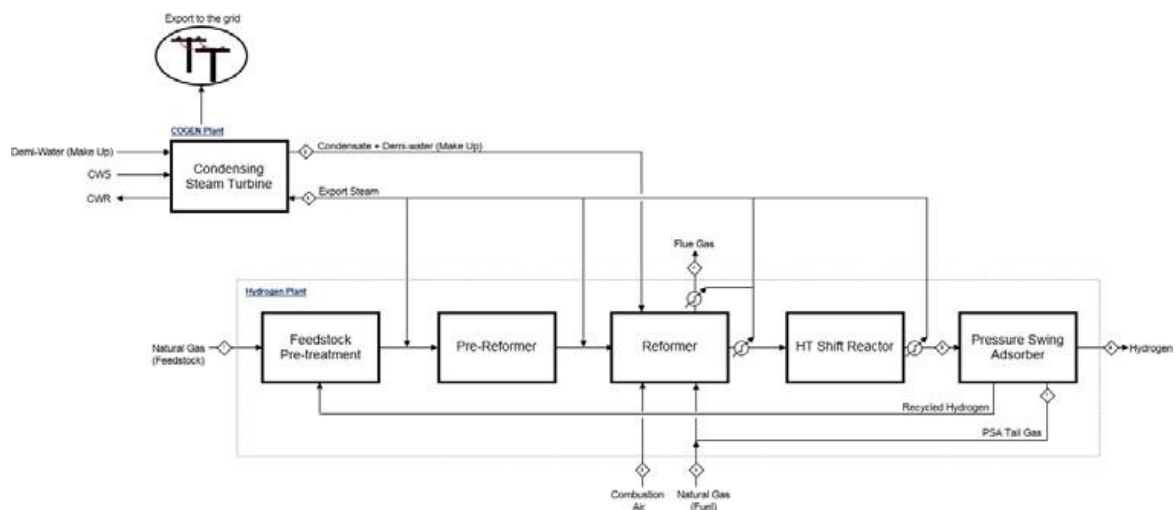 Export to the grid
COGEN Plant
Demi-Water (Make Up)
CWS
CWR
Condensing
Steam Turbine
Condensate + Demi-water (Make Up)
Export Steam
Flue Gas
Hydrogen Plant
Natural Gas
(Feedstock)
Feedstock
Pre-treatment
Pre-Reformer
Reformer
HT Shift Reactor
Pressure Swing
Adsorber
Hydrogen
Recycled Hydrogen
PSA Tail Gas
Combustion
Air
Natural Gas
(Fuel)